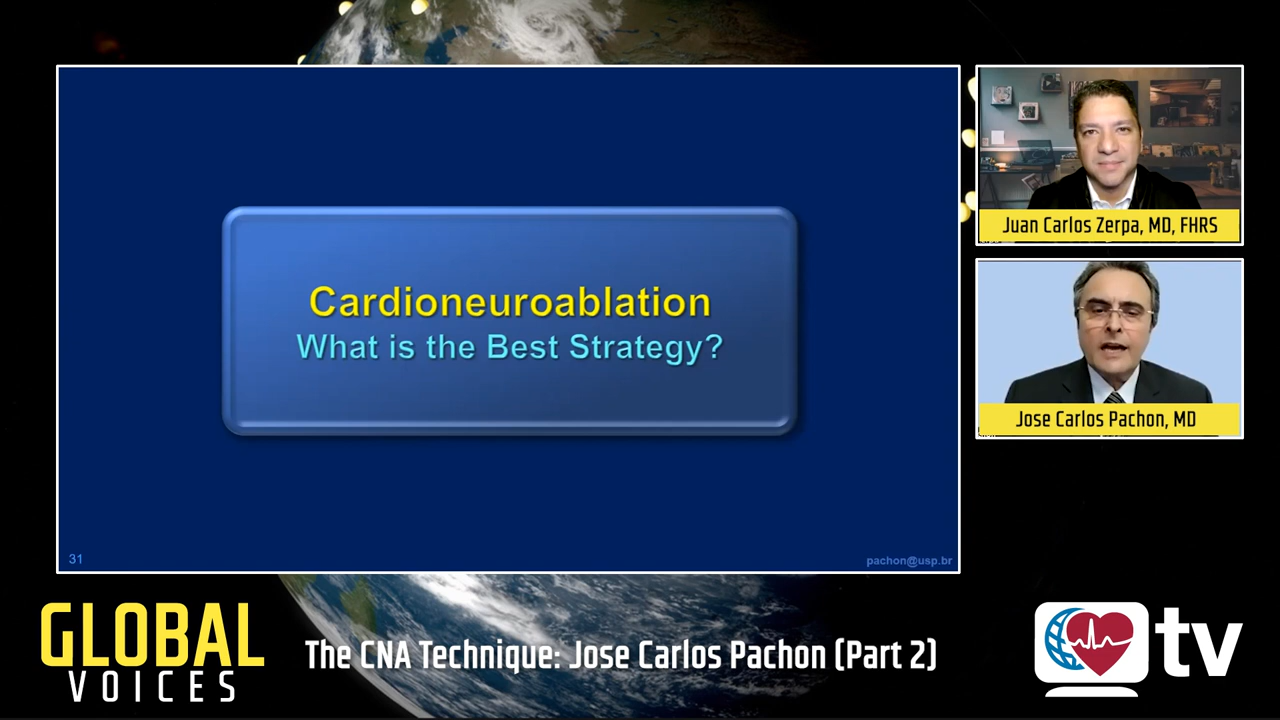 Cardioneuroablation
What is the Best Strategy?
31
pachon@usp.br
Juan Carlos Zerpa, MD, FHRS
Jose Carlos Pachon, MD
GLOBAL
VOICES
The CNA Technique: Jose Carlos Pachon (Part 2)
tv